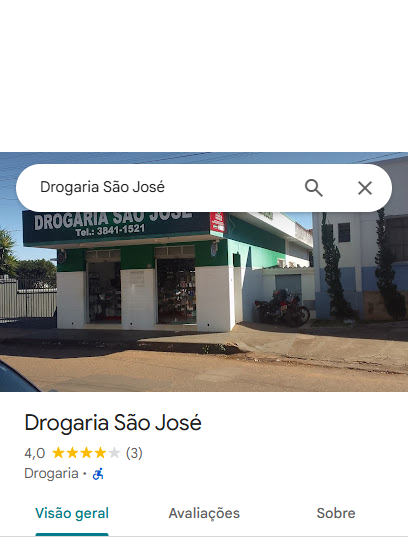 Drogaria São José
DROGARIA SÃO JOSÉ
Tel.: 3841-1521
Drogaria São José
4,0 (3)
Drogaria ·
Visão geral Avaliações Sobre